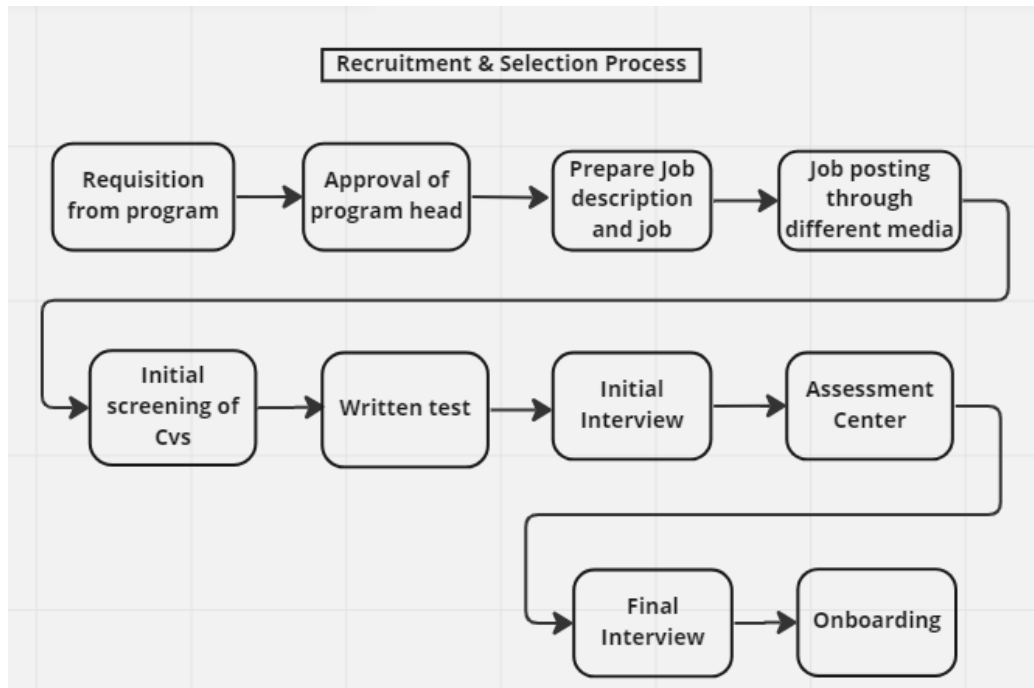 Recruitment & Selection Process
Requisition
from program
Approval of
program head
Prepare Job
description
and job
Job posting
through
different media
Initial
screening of
Cvs
Written test
Initial
Interview
Assessment
Center
Final
Interview
Onboarding